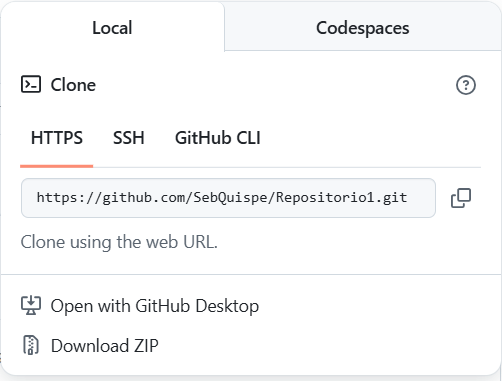 Local
Codespaces
Clone
HTTPS
SSH
GitHub CLI
https://github.com/SebQuispe/Repositorio1.git
Clone using the web URL.
Open with GitHub Desktop
Download ZIP